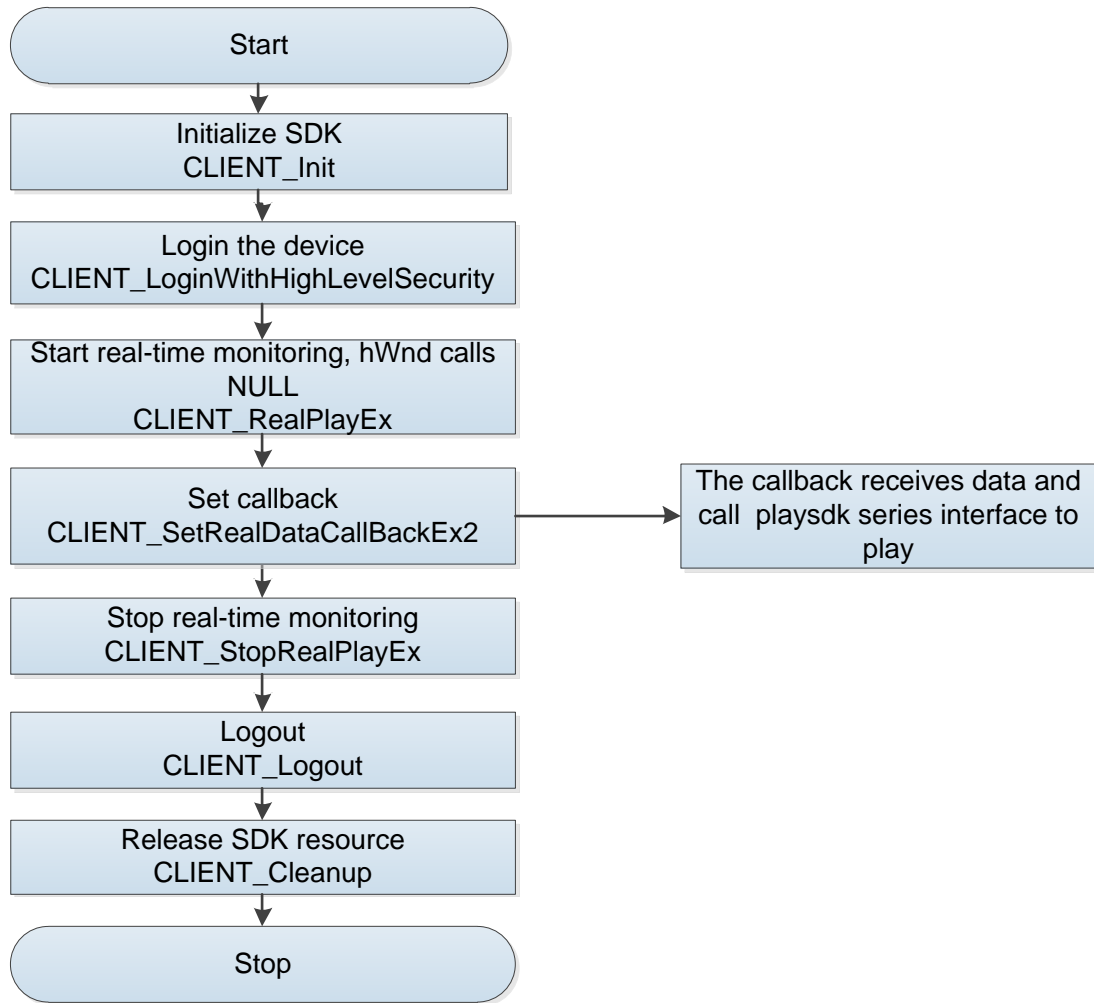 Start
Initialize SDK
CLIENT_Init
Login the device
CLIENT_LoginWithHighLevelSecurity
Start real-time monitoring, hWnd calls
NULL
CLIENT_RealPlayEx
Set callback
CLIENT_SetRealDataCallBackEx2
The callback receives data and
call playsdk series interface to
play
Stop real-time monitoring
CLIENT_StopRealPlayEx
Logout
CLIENT_Logout
Release SDK resource
CLIENT_Cleanup
Stop